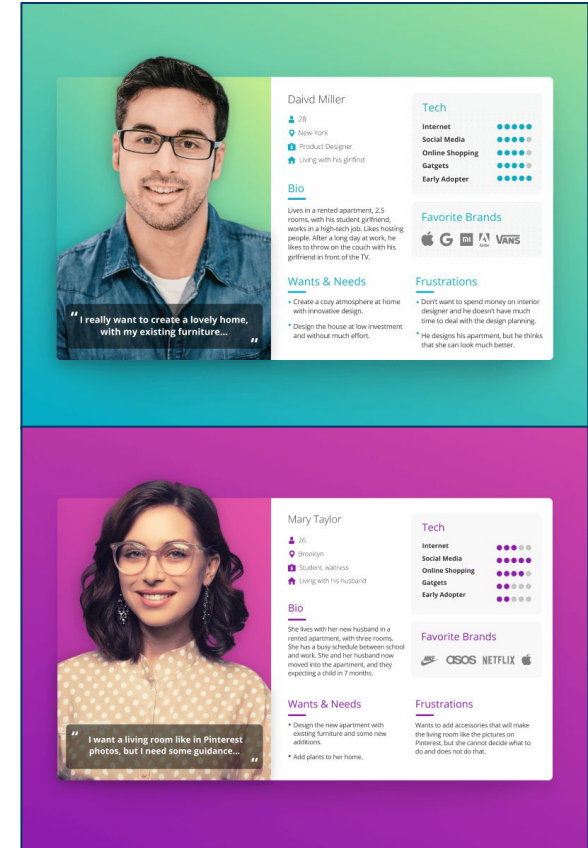 Daivd Miller
28
New-York
Product Designer
Living with his girlfind
Bio
Lives in a rented apartment, 2,5
rooms, with his student girlfriend,
works in a high-tech job. Likes hosting
people. After a long day at work, he
likes to throw on the couch with his
girlfriend in front of the TV.
Wants & Needs
• Create a cozy atmosphere at home
with innovative design.
• Design the house at low investment
and without much effort.
Tech
Internet
Social Media
Online Shopping
Gatgets
Early Adopter
Favorite Brands
G
mi
Adobe
VANS
Frustrations
• Don't want to spend money on interior
designer and he doesn't have much
time to deal with the design planning.
• He designs his apartment, but he thinks
that she can look much better.
“I really want to create a lovely home,
with my existing furniture... "
Mary Taylor
26
Brooklyn
Student, waitress
Living with his husband
Bio
She lives with her new husband in a
rented apartment, with three rooms.
She has a busy schedule between school
and work. She and her husband now
moved into the apartment, and they
expecting a child in 7 months.
Wants & Needs
• Design the new apartment with
existing furniture and some new
additions.
• Add plants to her home.
Tech
Internet
Social Media
Online Shopping
Gatgets
Early Adopter
Favorite Brands
NIKE
asos
NETFLIX
Frustrations
Wants to add accessories that will make
the living room like the pictures on
Pinterest, but she cannot decide what to
do and does not do that.
“ I want a living room like in Pinterest
photos, but I need some guidance... "